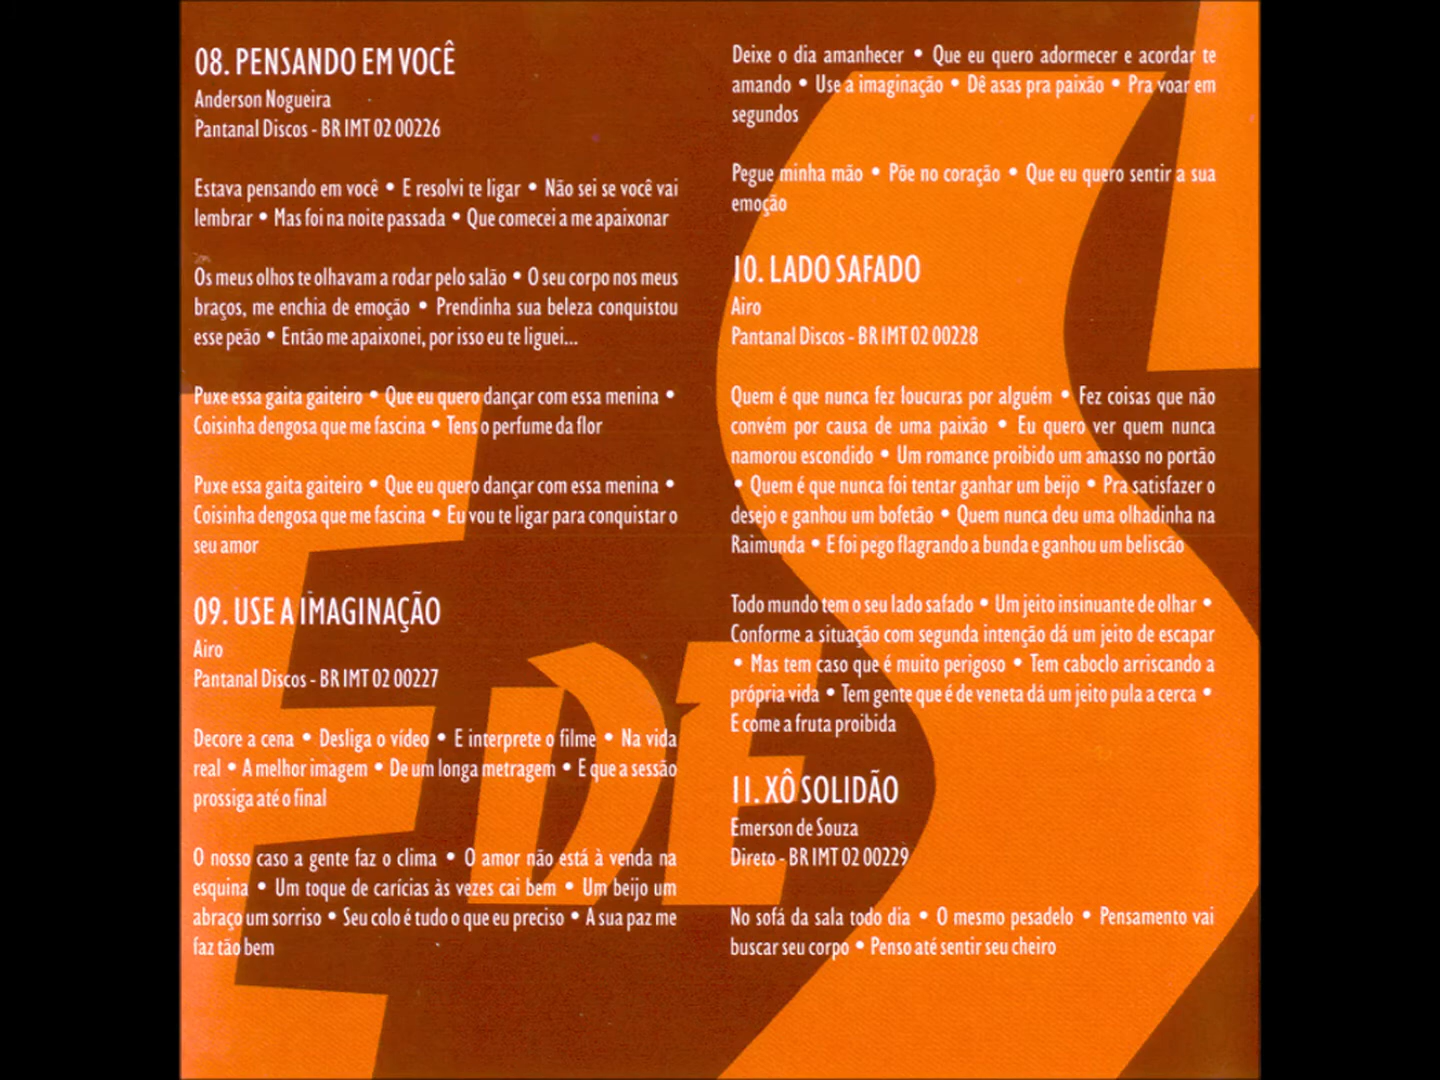 08. PENSANDO EM VOCÊ
Anderson Nogueira
Pantanal Discos - BR IMT 02 00226
Estava pensando em você • E resolvi te ligar • Não sei se você vai
lembrar • Mas foi na noite passada • Que comecei a me apaixonar
Os meus olhos te olhavam a rodar pelo salão • O seu corpo nos meus
braços, me enchia de emoção • Prendinha sua beleza conquistou
esse peão • Então me apaixonei, por isso eu te liguei...
Puxe essa gaita gaiteiro • Que eu quero dançar com essa menina •
Coisinha dengosa que me fascina • Tens o perfume da flor
Puxe essa gaita gaiteiro • Que eu quero dançar com essa menina •
Coisinha dengosa que me fascina • Eu vou te ligar para conquistar o
seu amor
09. USE A IMAGINAÇÃO
Airo
Pantanal Discos - BR IMT 02 00227
Decore a cena • Desliga o vídeo • E interprete o filme • Na vida
real • A melhor imagem • De um longa metragem • E que a sessão
prossiga até o final
O nosso caso a gente faz o clima • O amor não está à venda na
esquina • Um toque de carícias às vezes cai bem • Um beijo um
abraço um sorriso • Seu colo é tudo o que eu preciso • A sua paz me
faz tão bem
Deixe o dia amanhecer • Que eu quero adormecer e acordar te
amando • Use a imaginação • Dê asas pra paixão • Pra voar em
segundos
Pegue minha mão • Põe no coração • Que eu quero sentir a sua
emoção
10. LADO SAFADO
Airo
Pantanal Discos - BR IMT 02 00228
Quem é que nunca fez loucuras por alguém • Fez coisas que não
convém por causa de uma paixão • Eu quero ver quem nunca
namorou escondido • Um romance proibido um amasso no portão
• Quem é que nunca foi tentar ganhar um beijo • Pra satisfazer o
desejo e ganhou um bofetão • Quem nunca deu uma olhadinha na
Raimunda • E foi pego flagrando a bunda e ganhou um beliscão
Todo mundo tem o seu lado safado • Um jeito insinuante de olhar •
Conforme a situação com segunda intenção dá um jeito de escapar
• Mas tem caso que é muito perigoso • Tem caboclo arriscando a
própria vida • Tem gente que é de veneta dá um jeito pula a cerca •
E come a fruta proibida
11. XÔ SOLIDÃO
Emerson de Souza
Direto - BR IMT 02 00229
No sofá da sala todo dia • O mesmo pesadelo • Pensamento vai
buscar seu corpo • Penso até sentir seu cheiro
DE